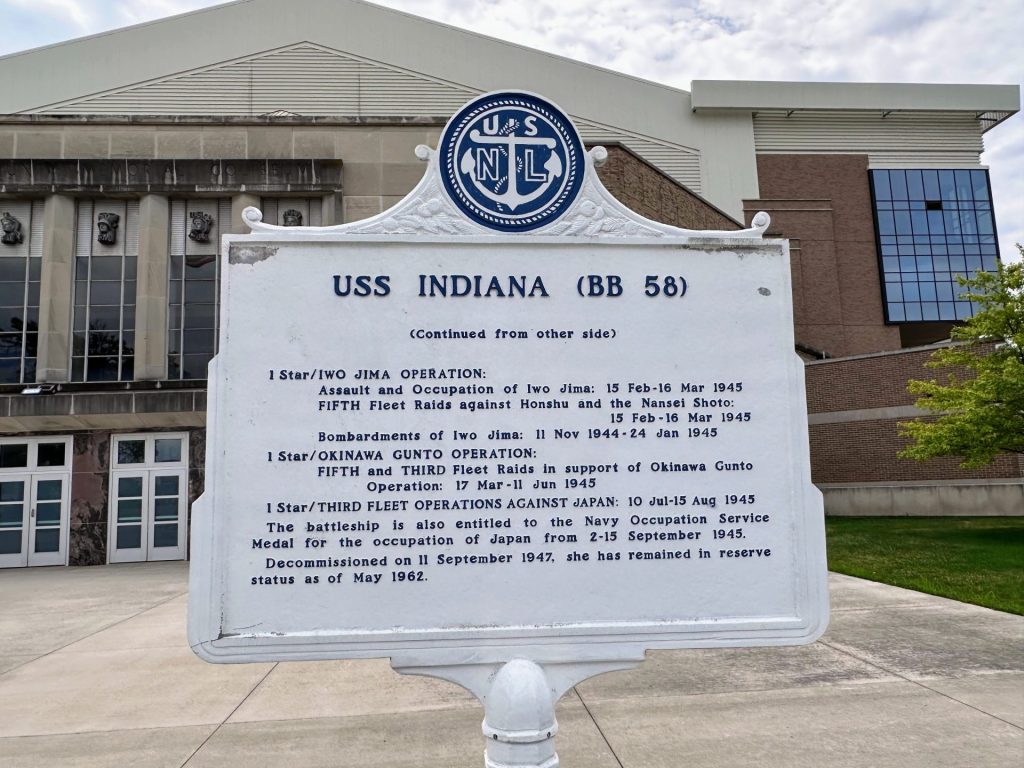 U S
N L
USS INDIANA (BB 58)
(Continued from other side)
1 Star/IWO JIMA OPERATION:
Assault and Occupation of Iwo Jima: 15 Feb-16 Mar 1945
FIFTH Fleet Raids against Honshu and the Nansei Shoto:
15 Feb-16 Mar 1945
Bombardments of Iwo Jima: 11 Nov 1944-24 Jan 1945
1 Star/OKINAWA GUNTO OPERATION:
FIFTH and THIRD Fleet Raids in support of Okinawa Gunto
Operation: 17 Mar-11 Jun 1945
1 Star/THIRD FLEET OPERATIONS AGAINST JAPAN: 10 Jul-15 Aug 1945
The battleship is also entitled to the Navy Occupation Service
Medal for the occupation of Japan from 2-15 September 1945.
Decommissioned on 11 September 1947, she has remained in reserve
status as of May 1962.